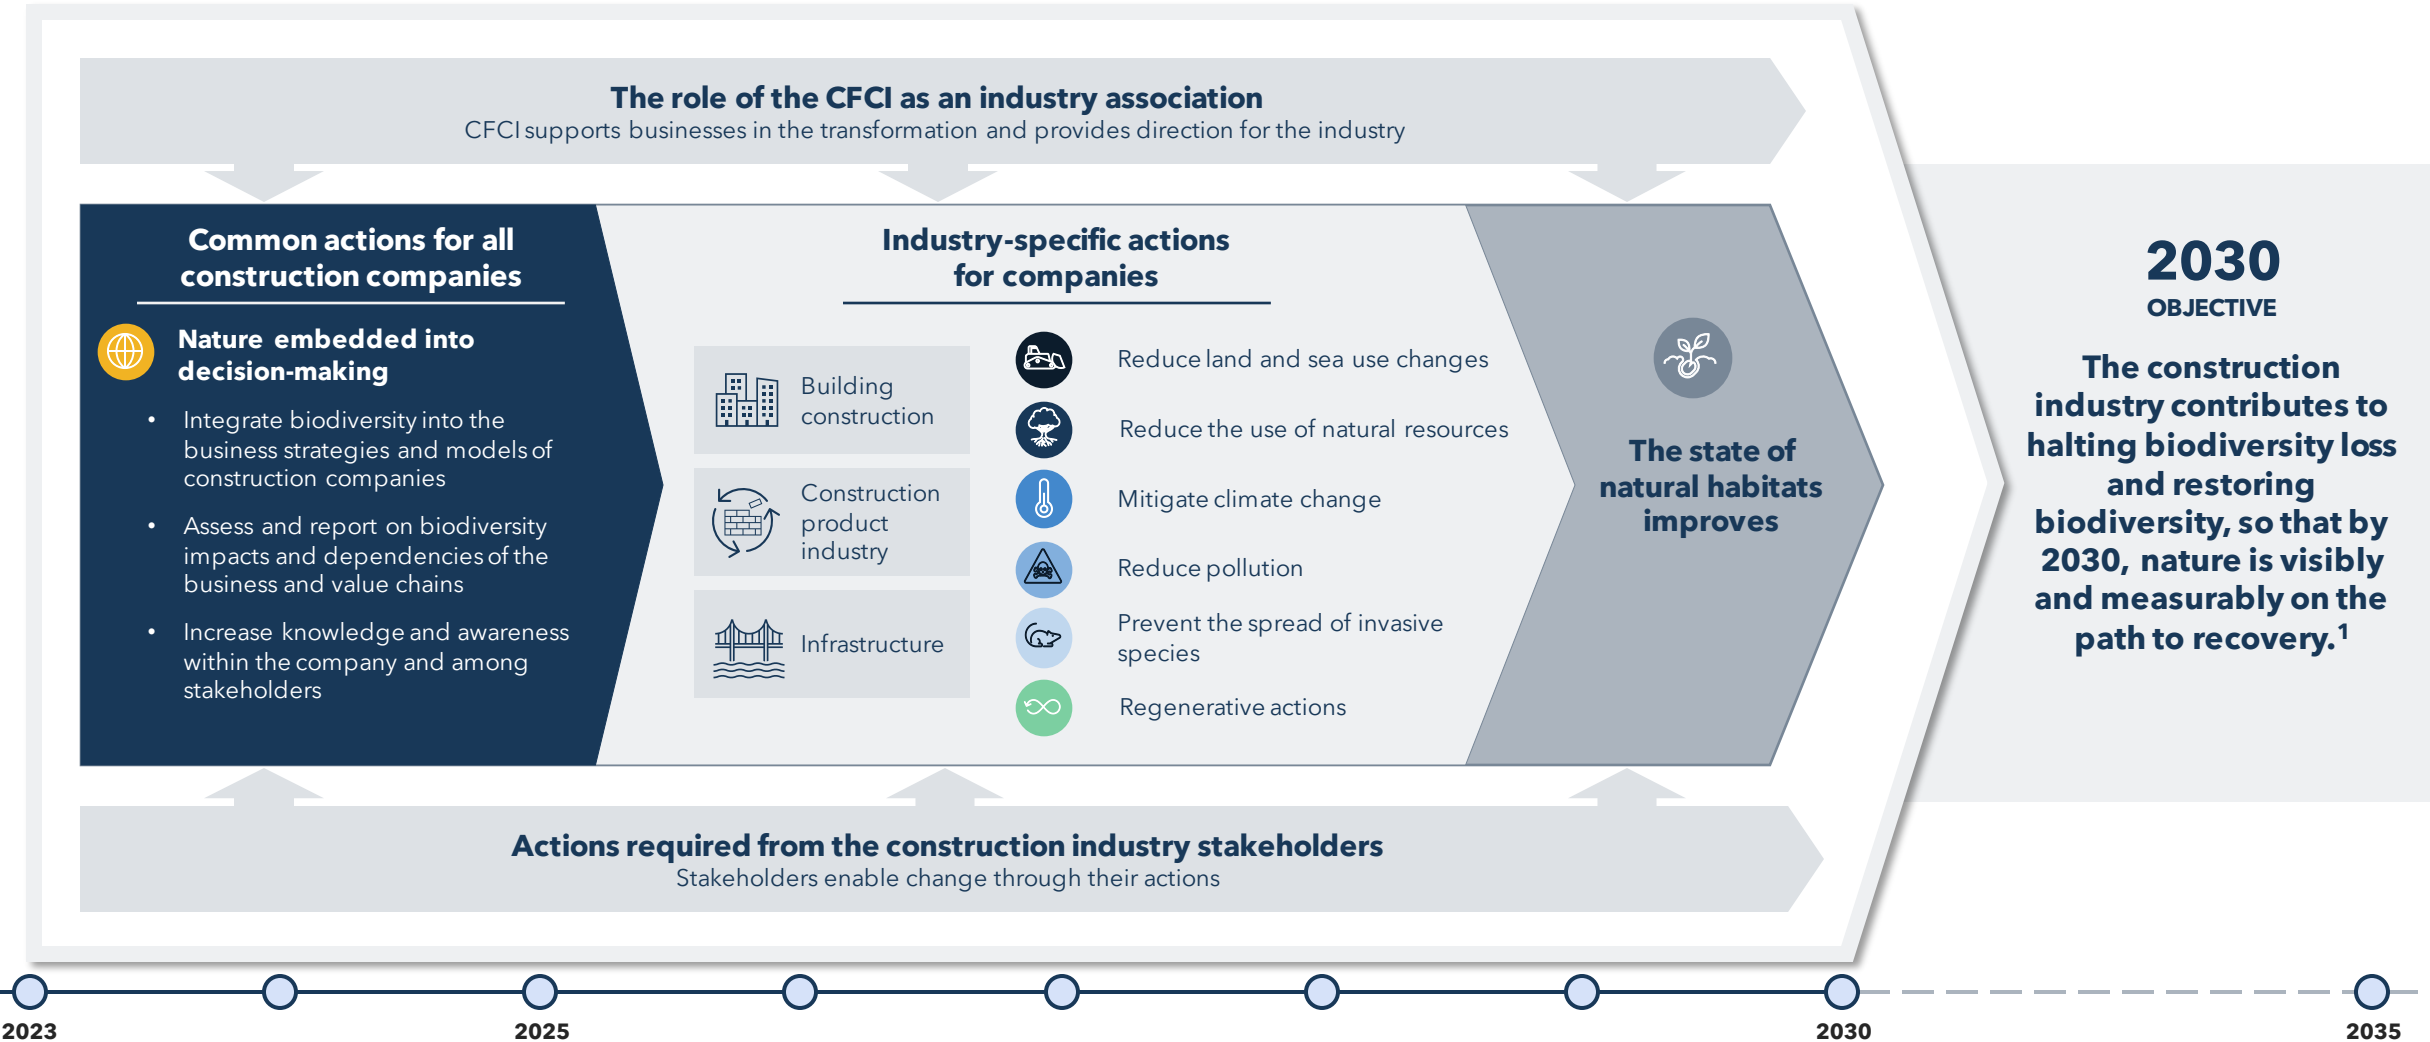 The role of the CFCI as an industry association
CFCI supports businesses in the transformation and provides direction for the industry
Common actions for all
construction companies
Nature embedded into
decision-making
• Integrate biodiversity into the
business strategies and models of
construction companies
• Assess and report on biodiversity
impacts and dependencies of the
business and value chains
• Increase knowledge and awareness
within the company and among
stakeholders
Industry-specific actions
for companies
Building
construction
Construction
product
industry
Infrastructure
Reduce land and sea use changes
Reduce the use of natural resources
Mitigate climate change
Reduce pollution
Prevent the spread of invasive
species
Regenerative actions
The state of
natural habitats
improves
2030
OBJECTIVE
The construction
industry contributes to
halting biodiversity loss
and restoring
biodiversity, so that by
2030, nature is visibly
and measurably on the
path to recovery.¹
Actions required from the construction industry stakeholders
Stakeholders enable change through their actions
2023
2025
2030
2035